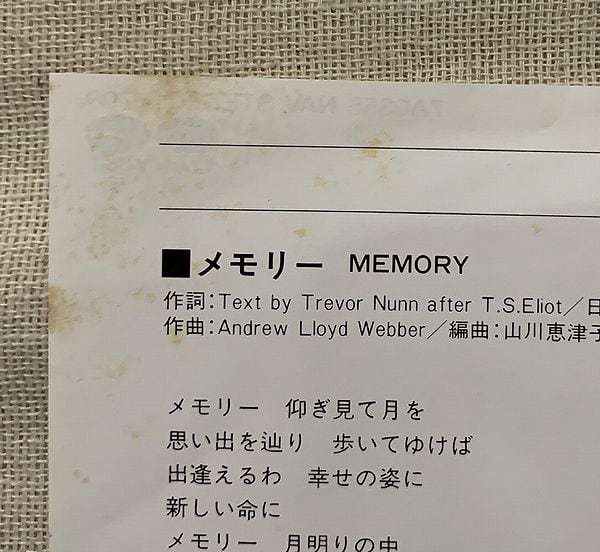 ■メモリー MEMORY
作詞:Text by Trevor Nunn after T.S.Eliot/日
作曲:Andrew Lloyd Webber/編曲:山川恵津子
メモリー 仰ぎ見て月を
思い出を辿り 歩いてゆけば
出逢えるわ 幸せの姿に
新しい命に
メモリー 月明りの中